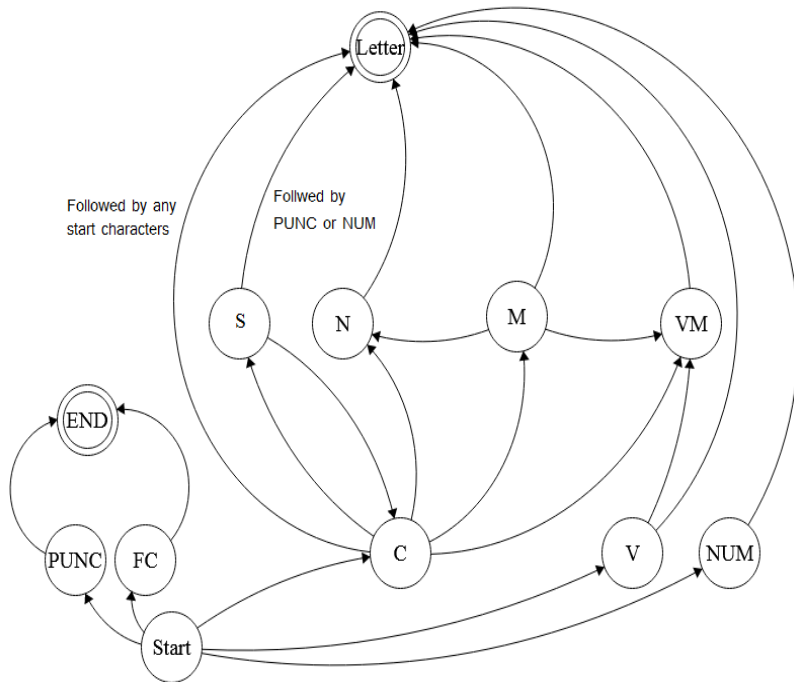 Letter
Followed by any
start characters
Follwed by
PUNC or NUM
S
N
M
VM
END
PUNC
FC
C
V
NUM
Start